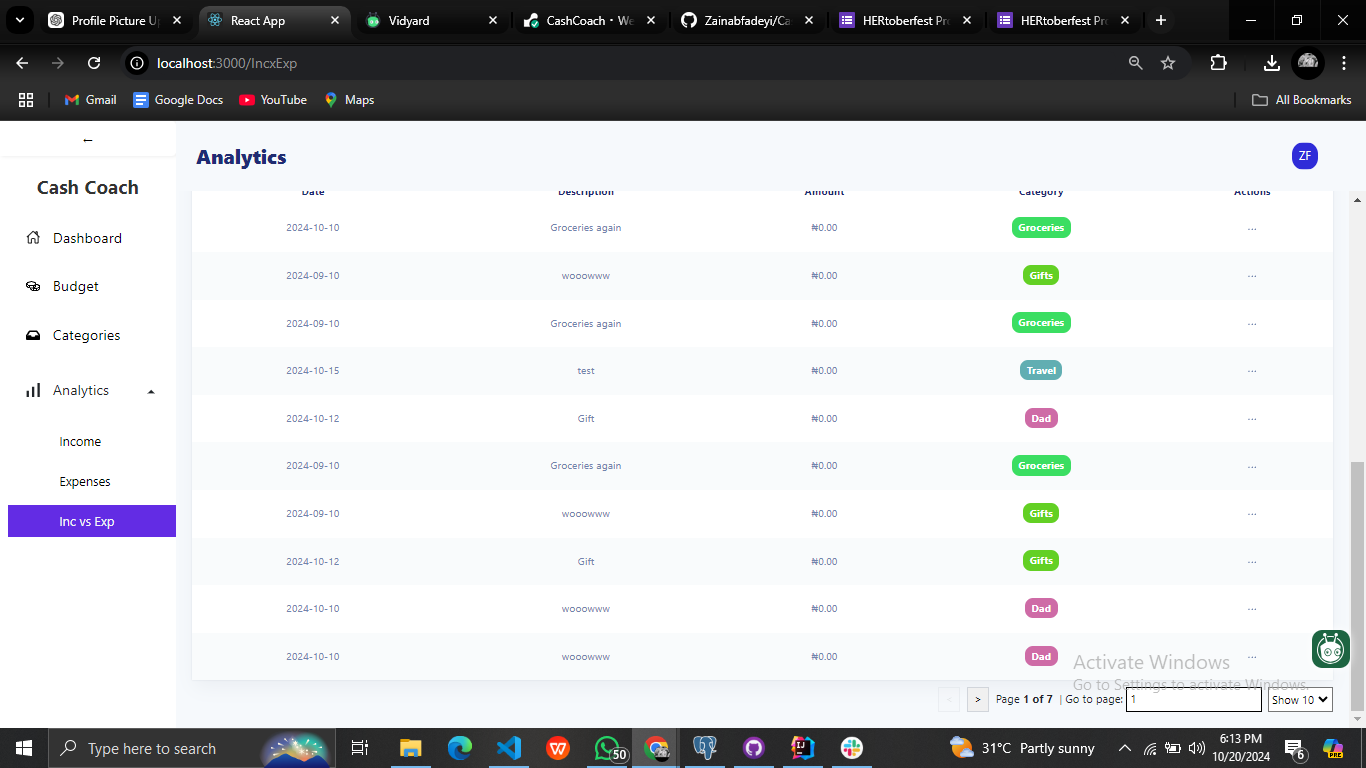 Profile Picture U
React App
Vidyard
CashCoach · We
Zainabfadeyi/Ca
HERtoberfest Pr
HERtoberfest Pr
localhost:3000/IncxExp
Gmail
Google Docs
YouTube
Maps
All Bookmarks
←
Analytics
ZF
Cash Coach
Dashboard
Budget
Categories
Analytics
Income
Expenses
Inc vs Exp
Date Description Amount Category Actions
2024-10-10 Groceries again ₦0.00 Groceries ...
2024-09-10 wooowww ₦0.00 Gifts ...
2024-09-10 Groceries again ₦0.00 Groceries ...
2024-10-15 test ₦0.00 Travel ...
2024-10-12 Gift ₦0.00 Dad ...
2024-09-10 Groceries again ₦0.00 Groceries ...
2024-09-10 wooowww ₦0.00 Gifts ...
2024-10-12 Gift ₦0.00 Gifts ...
2024-10-10 wooowww ₦0.00 Dad ...
2024-10-10 wooowww ₦0.00 Dad ...
Activate Windows
Go to Settings to activate Windows.
< > Page 1 of 7 | Go to page: 1 Show 10
Type here to search
50
31°C Partly sunny
6:13 PM
10/20/2024
6
PRE